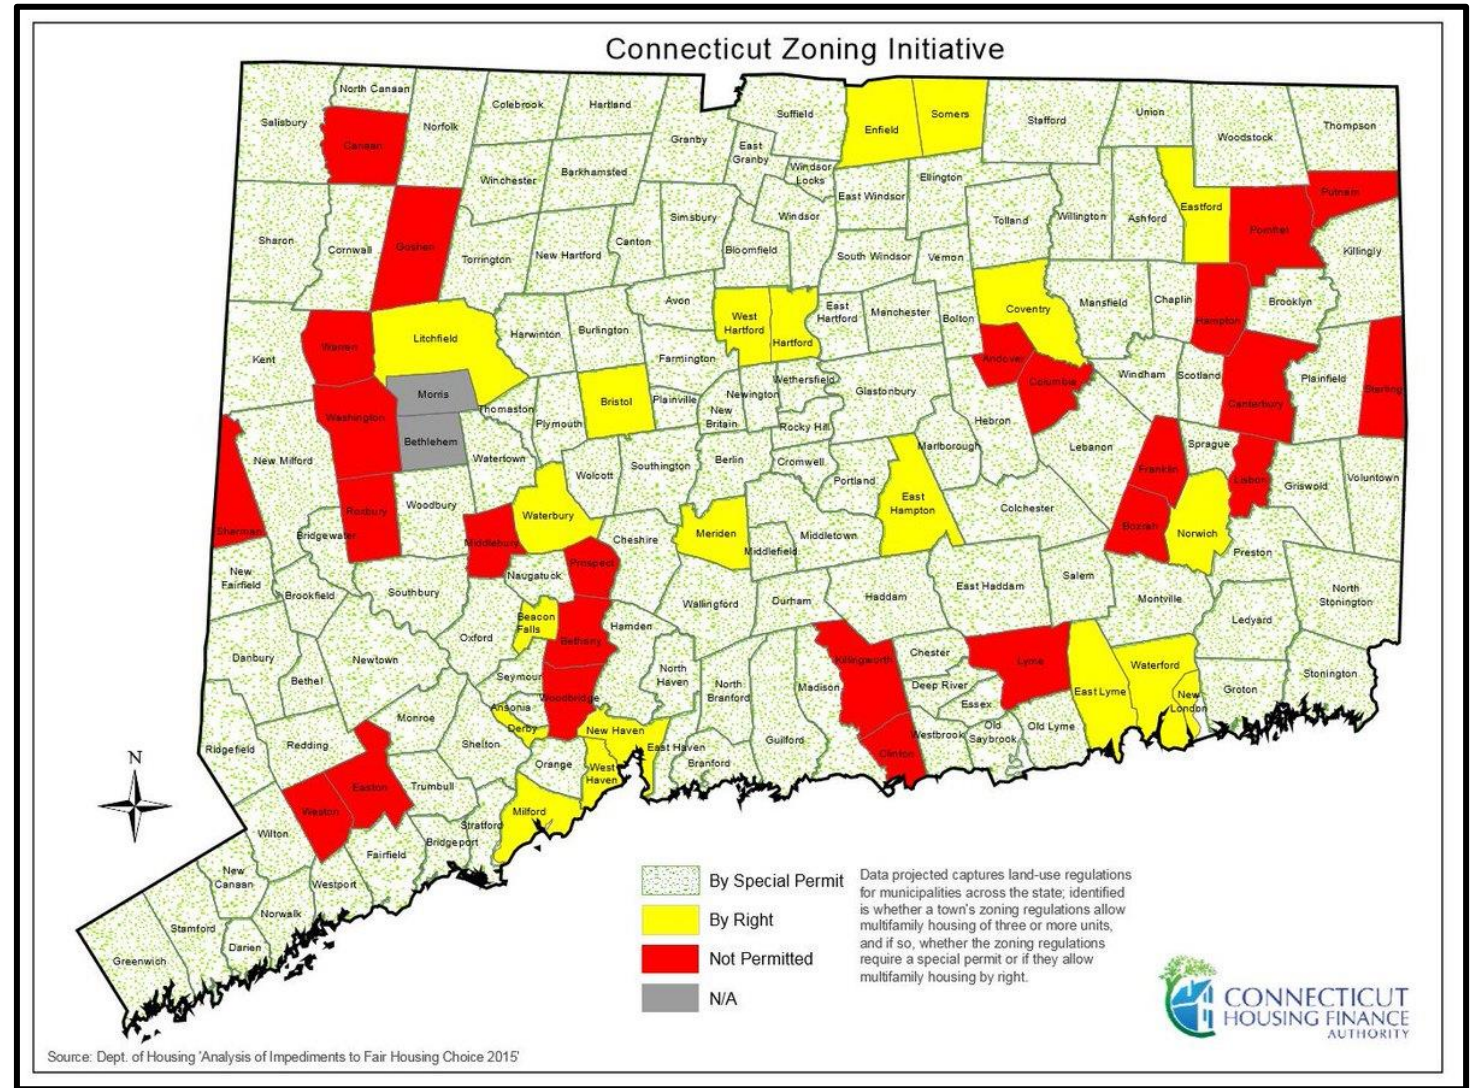 Connecticut Zoning Initiative
North Canaan
Colebrook
Hartland
Salisbury
Canaan
Norfolk
Granby
East
Granby
Suffield
Windsor
Locks
Enfield
Somers
Stafford
Union
Woodstock
Thompson
Winchester
Barkhamsted
East Windsor
Ellington
Eastford
Putnam
Sharon
Cornwall
Goshen
Torrington
New Hartford
Canton
Simsbury
Bloomfield
Windsor
South Windsor
Vernon
Tolland
Willington
Ashford
Pomfret
Killingly
Kent
Warren
Litchfield
Harwinton
Burlington
Avon
Farmington
West
Hartford
Hartford
East
Hartford
Manchester
Bolton
Coventry
Mansfield
Chaplin
Hampton
Brooklyn
Andover
Columbia
Windham
Scotland
Canterbury
Plainfield
Sterling
Washington
Morris
Bethlehem
Thomaston
Plymouth
Bristol
Plainville
New
Britain
Newington
Wethersfield
Rocky Hill
Glastonbury
Hebron
Marlborough
Lebanon
Franklin
Sprague
Lisbon
Griswold
Voluntown
New Milford
Sherman
Roxbury
Woodbury
Watertown
Wolcott
Southington
Berlin
Cromwell
Portland
East
Hampton
Colchester
Bozrah
Norwich
Preston
Bridgewater
Middlebury
Waterbury
Cheshire
Meriden
Middlefield
Middletown
New
Fairfield
Brookfield
Southbury
Naugatuck
Prospect
Wallingford
Durham
Haddam
East Haddam
Salem
Montville
North
Stonington
Ledyard
Danbury
Bethel
Newtown
Oxford
Beacon
Falls
Bethany
Hamden
Seymour
Woodbridge
North
Haven
North
Branford
Madison
Killingworth
Chester
Deep River
Essex
Lyme
East Lyme
Waterford
New
London
Groton
Stonington
Ridgefield
Redding
Monroe
Shelton
Ansonia
Derby
New Haven
East Haven
Branford
Guilford
Clinton
Westbrook
Old
Saybrook
Old Lyme
Orange
West
Haven
Milford
Weston
Easton
Trumbull
Stratford
Bridgeport
Fairfield
Wilton
New
Canaan
Westport
Norwalk
Darien
Stamford
Greenwich
N
By Special Permit
By Right
Not Permitted
N/A
Data projected captures land-use regulations
for municipalities across the state; identified
is whether a town's zoning regulations allow
multifamily housing of three or more units,
and if so, whether the zoning regulations
require a special permit or if they allow
multifamily housing by right.
CONNECTICUT
HOUSING FINANCE
AUTHORITY
Source: Dept. of Housing 'Analysis of Impediments to Fair Housing Choice 2015'